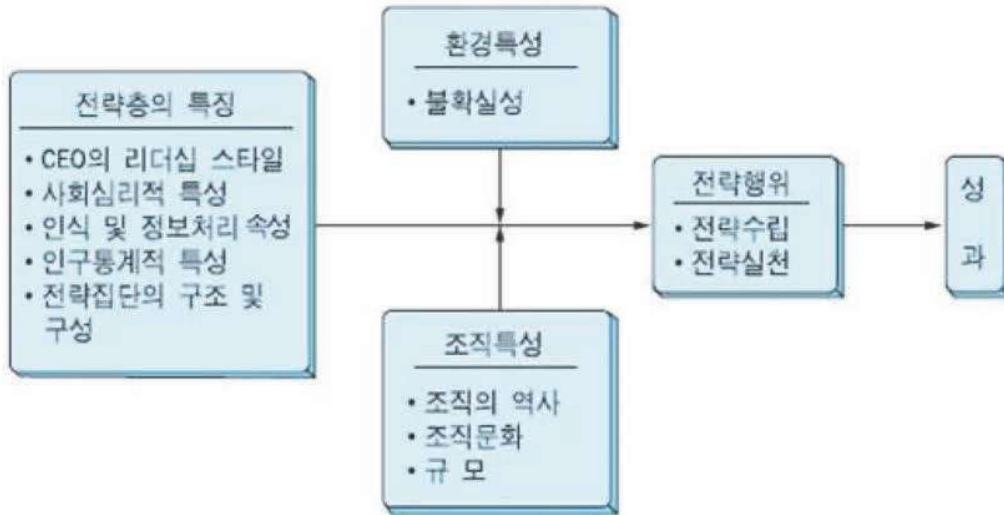 전략층의 특징
• CEO의 리더십 스타일
• 사회심리적 특성
• 인식 및 정보처리 속성
• 인구통계적 특성
• 전략집단의 구조 및
구성
환경특성
• 불확실성
조직특성
• 조직의 역사
• 조직문화
• 규 모
전략행위
• 전략수립
• 전략실천
성
과